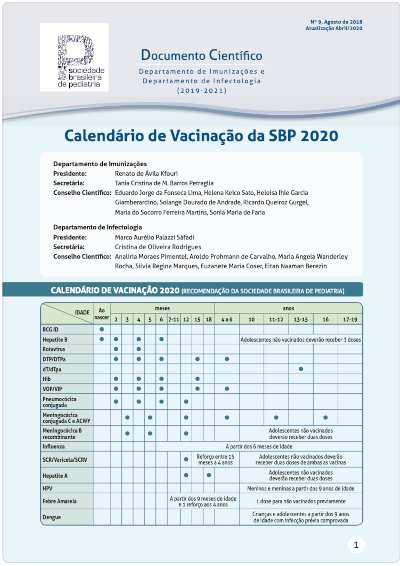 Nº 9, Agosto de 2018
Atualização Abril/2020
sociedade
brasileira
de pediatria
Documento Científico
Departamento de Imunizações e
Departamento de Infectologia
(2019-2021)
Calendário de Vacinação da SBP 2020
Departamento de Imunizações
Presidente: Renato de Ávila Kfouri
Secretária: Tania Cristina de M. Barros Petraglia
Conselho Científico: Eduardo Jorge da Fonseca Lima, Helena Keico Sato, Heloisa Ihle Garcia
Giamberardino, Solange Dourado de Andrade, Ricardo Queiroz Gurgel,
Maria do Socorro Ferreira Martins, Sonia Maria de Faria
Departamento de Infectologia
Presidente: Marco Aurélio Palazzi Sáfadi
Secretária: Cristina de Oliveira Rodrigues
Conselho Científico: Analíria Moraes Pimentel, Aroldo Prohmann de Carvalho, Maria Angela Wanderley
Rocha, Silvia Regina Marques, Euzanete Maria Coser, Eitan Naaman Berezin
CALENDÁRIO DE VACINAÇÃO 2020 (RECOMENDAÇÃO DA SOCIEDADE BRASILEIRA DE PEDIATRIA)
IDADE Ao nascer meses anos
2 3 4 5 6 7-11 12 15 18 4 a 6 10 11-12 13-15 16 17-19
BCG ID
Hepatite B Adolescentes não vacinados deverão receber 3 doses
Rotavírus
DTP/DTPa
dT/dTpa
Hib
VOP/VIP
Pneumocócica
conjugada
Meningocócica
conjugada C e ACWY
Meningocócica B
recombinante Adolescentes não vacinados
deverão receber duas doses
Influenza A partir dos 6 meses de idade
SCR/Varicela/SCRV Reforço entre 15
meses a 4 anos Adolescentes não vacinados deverão
receber duas doses de ambas as vacinas
Hepatite A Adolescentes não vacinados
deverão receber duas doses
HPV Meninos e meninas a partir dos 9 anos de idade
Febre Amarela A partir dos 9 meses de idade
e 1 reforço aos 4 anos 1 dose para não vacinados previamente
Dengue Crianças e adolescentes a partir dos 9 anos
de idade com infecção prévia comprovada
1